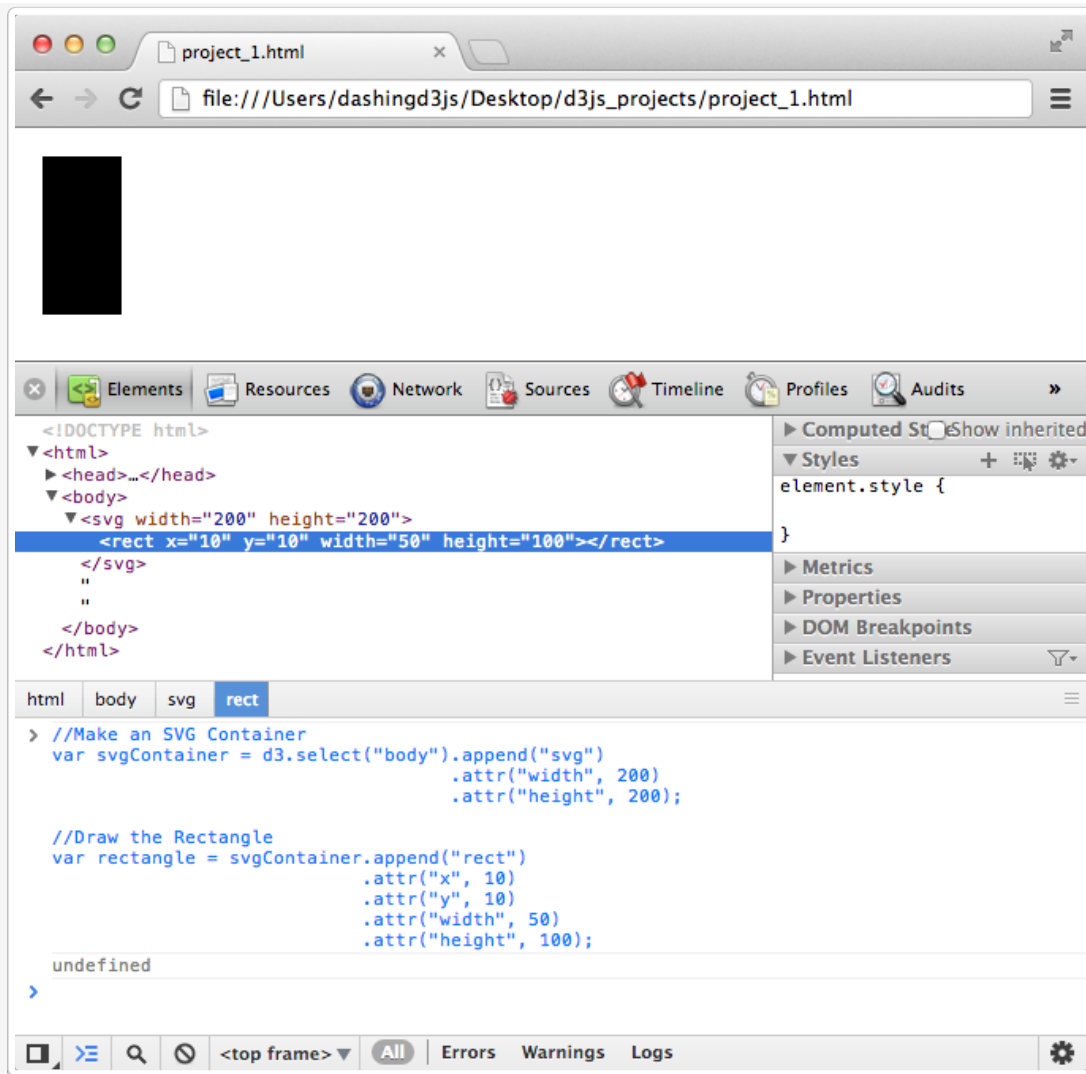 project_1.html
file:///Users/dashingd3js/Desktop/d3js_projects/project_1.html
Elements Resources Network Sources Timeline Profiles Audits »
<!DOCTYPE html>
<html>
<head>…</head>
<body>
<svg width="200" height="200">
<rect x="10" y="10" width="50" height="100"></rect>
</svg>
"
"
</body>
</html>
Show inherited
Styles
element.style {
}
Metrics
Properties
DOM Breakpoints
Event Listeners
html body svg rect
> //Make an SVG Container
var svgContainer = d3.select("body").append("svg")
.attr("width", 200)
.attr("height", 200);
//Draw the Rectangle
var rectangle = svgContainer.append("rect")
.attr("x", 10)
.attr("y", 10)
.attr("width", 50)
.attr("height", 100);
undefined
>
<top frame> All Errors Warnings Logs